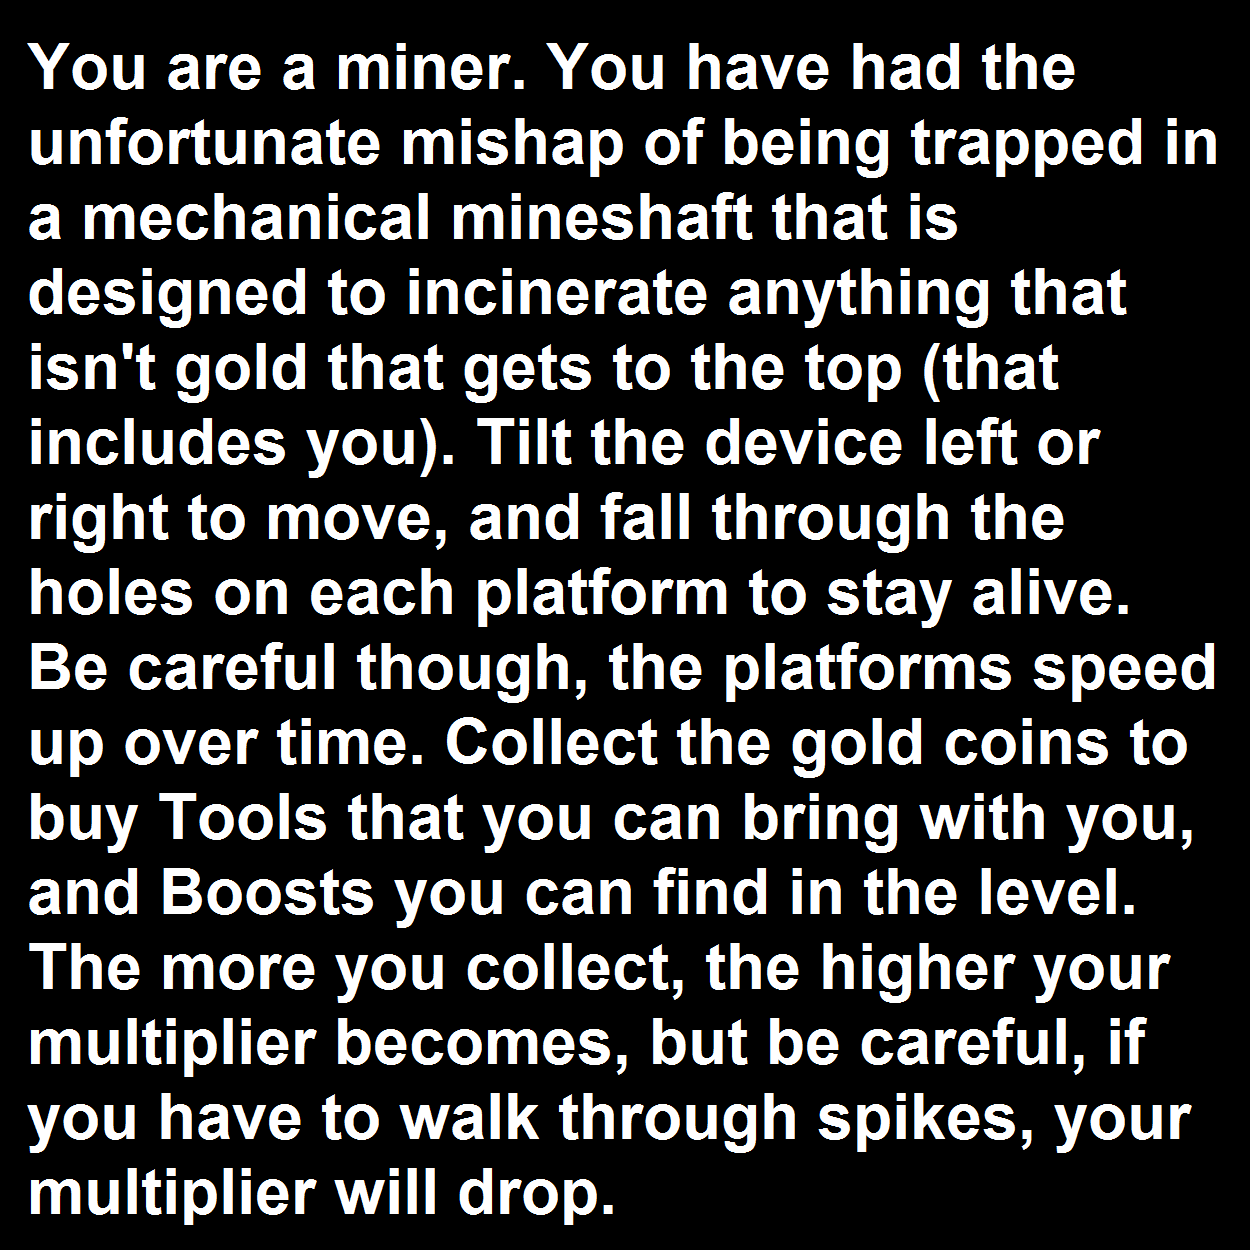 You are a miner. You have had the
unfortunate mishap of being trapped in
a mechanical mineshaft that is
designed to incinerate anything that
isn't gold that gets to the top (that
includes you). Tilt the device left or
right to move, and fall through the
holes on each platform to stay alive.
Be careful though, the platforms speed
up over time. Collect the gold coins to
buy Tools that you can bring with you,
and Boosts you can find in the level.
The more you collect, the higher your
multiplier becomes, but be careful, if
you have to walk through spikes, your
multiplier will drop.